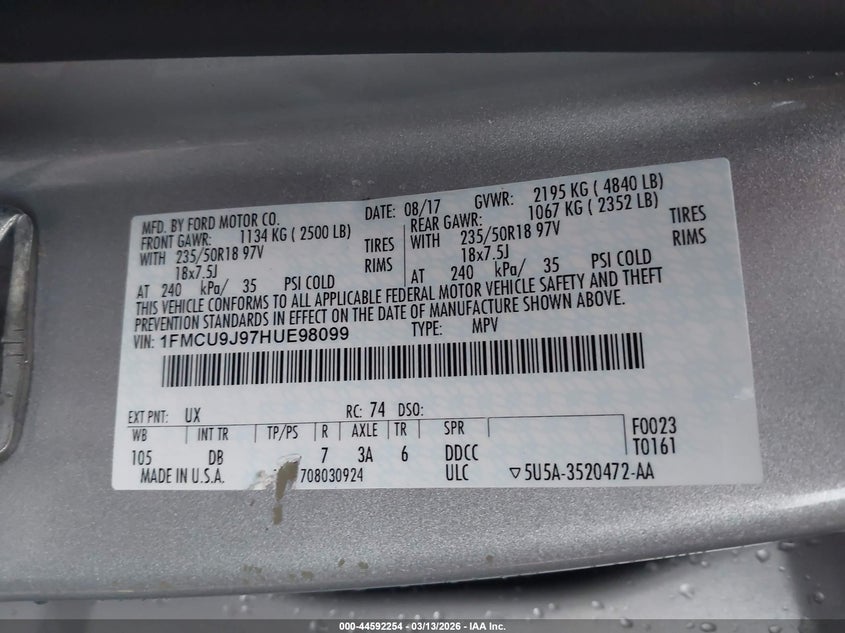 MFD. BY FORD MOTOR CO. DATE: 08/17 GVWR: 2195 KG ( 4840 LB)
FRONT GAWR: 1134 KG ( 2500 LB) REAR GAWR: 1067 KG ( 2352 LB)
WITH 235/50R18 97V TIRES WITH 235/50R18 97V TIRES
18x7.5J RIMS 18x7.5J RIMS
AT 240 kPa/ 35 PSI COLD AT 240 kPa/ 35 PSI COLD
THIS VEHICLE CONFORMS TO ALL APPLICABLE FEDERAL MOTOR VEHICLE SAFETY AND THEFT
PREVENTION STANDARDS IN EFFECT ON THE DATE OF MANUFACTURE SHOWN ABOVE.
VIN: 1FMCU9J97HUE98099 TYPE: MPV
EXT PNT: UX RC: 74 DSO:
WB INT TR TP/PS R AXLE TR SPR F0023
105 DB 7 3A 6 DDCC T0161
MADE IN U.S.A. 708030924 ULC ▽5U5A-3520472-AA
000-44592254 | 03/13/2026 | IAA Inc.